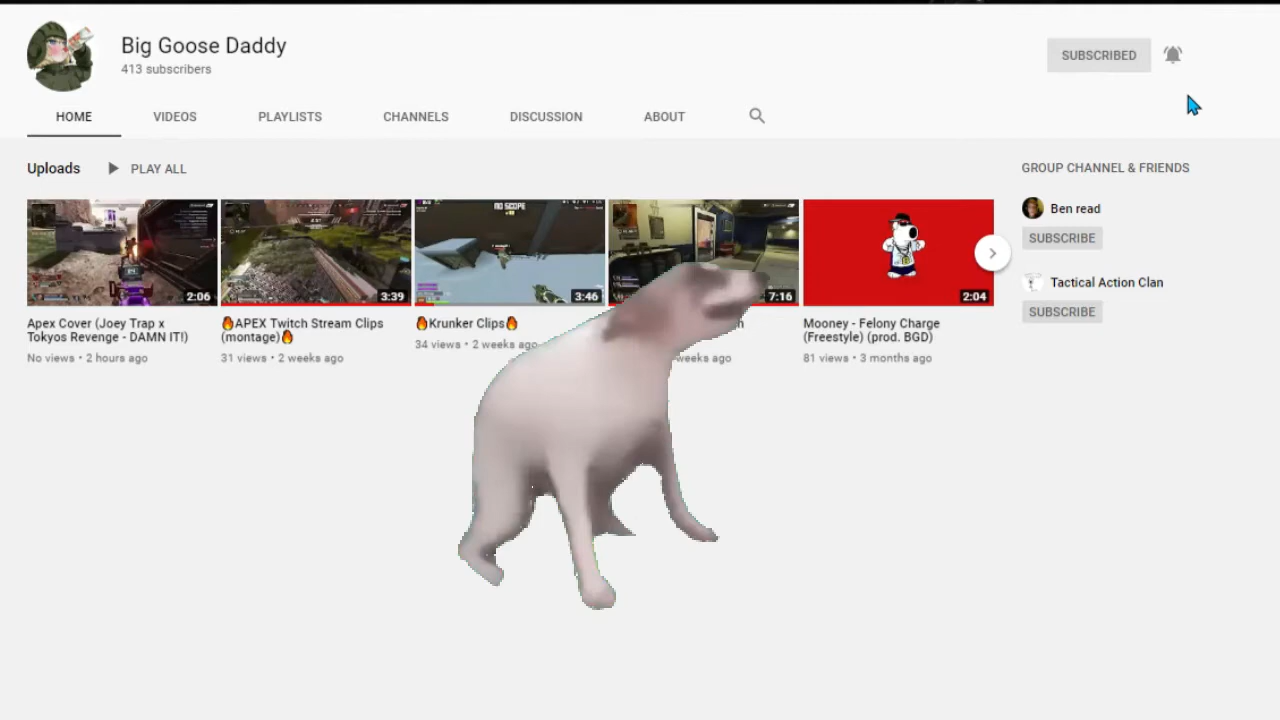 Big Goose Daddy
413 subscribers
SUBSCRIBED
HOME
VIDEOS
PLAYLISTS
CHANNELS
DISCUSSION
ABOUT
Uploads
PLAY ALL
GROUP CHANNEL & FRIENDS
Ben read
SUBSCRIBE
Tactical Action Clan
SUBSCRIBE
2:06
Apex Cover (Joey Trap x
Tokyos Revenge - DAMN IT!)
No views • 2 hours ago
3:39
🔥APEX Twitch Stream Clips
(montage)🔥
31 views • 2 weeks ago
NO SCOPE
3:46
🔥Krunker Clips🔥
34 views • 2 weeks ago
7:16
weeks ago
2:04
Mooney - Felony Charge
(Freestyle) (prod. BGD)
81 views • 3 months ago